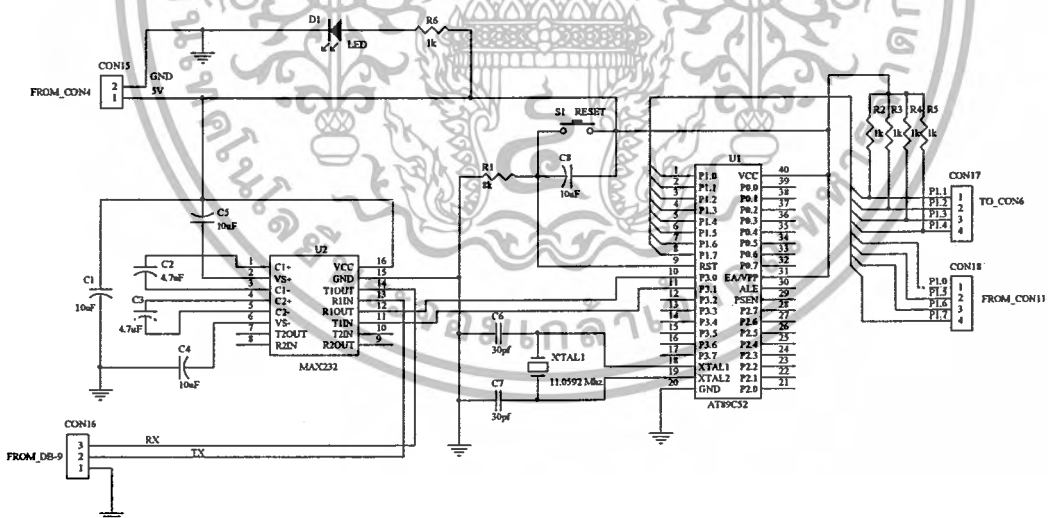 D1
LED
R6
1k
CON15
2
1
GND
5V
FROM_CON4
S1 RESET
R1
8k
C8
10uF
R2
R3
R4
R5
1k
1k
1k
1k
U1
1 P1.0
2 P1.1
3 P1.2
4 P1.3
5 P1.4
6 P1.5
7 P1.6
8 P1.7
9 RST
10 P3.0
11 P3.1
12 P3.2
13 P3.3
14 P3.4
15 P3.5
16 P3.6
17 P3.7
18 XTAL1
19 XTAL2
20 GND
VCC 40
P0.0 39
P0.1 38
P0.2 37
P0.3 36
P0.4 35
P0.5 34
P0.6 33
P0.7 32
EA/VPP 31
ALE 30
PSEN 29
P2.7 28
P2.6 27
P2.5 26
P2.4 25
P2.3 24
P2.2 23
P2.1 22
P2.0 21
AT89C52
CON17
P1.1 1
P1.2 2
P1.3 3
P1.4 4
TO_CON6
CON18
P1.0 1
P1.5 2
P1.6 3
P1.7 4
FROM_CON11
C5
10uF
C1
10uF
C2
4.7uF
C3
4.7uF
C4
10uF
U2
1 C1+
2 VS+
3 C1-
4 C2+
5 C2-
6 VS-
7 T2OUT
8 R2IN
VCC 16
GND 15
T1OUT 14
R1IN 13
R1OUT 12
T1IN 11
T2IN 10
R2OUT 9
MAX232
C6
30pf
C7
30pf
XTAL1
11.0592 Mhz
CON16
3
2
1
RX
TX
FROM_DB-9